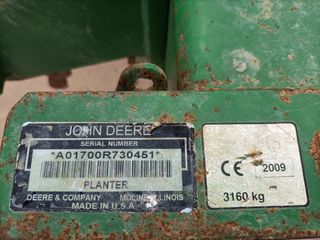 JOHN DEERE
SERIAL NUMBER
*A01700R730451*
PLANTER
DEERE & COMPANY MOLINE, ILLINOIS
MADE IN U.S.A
CE 2009
3160 kg